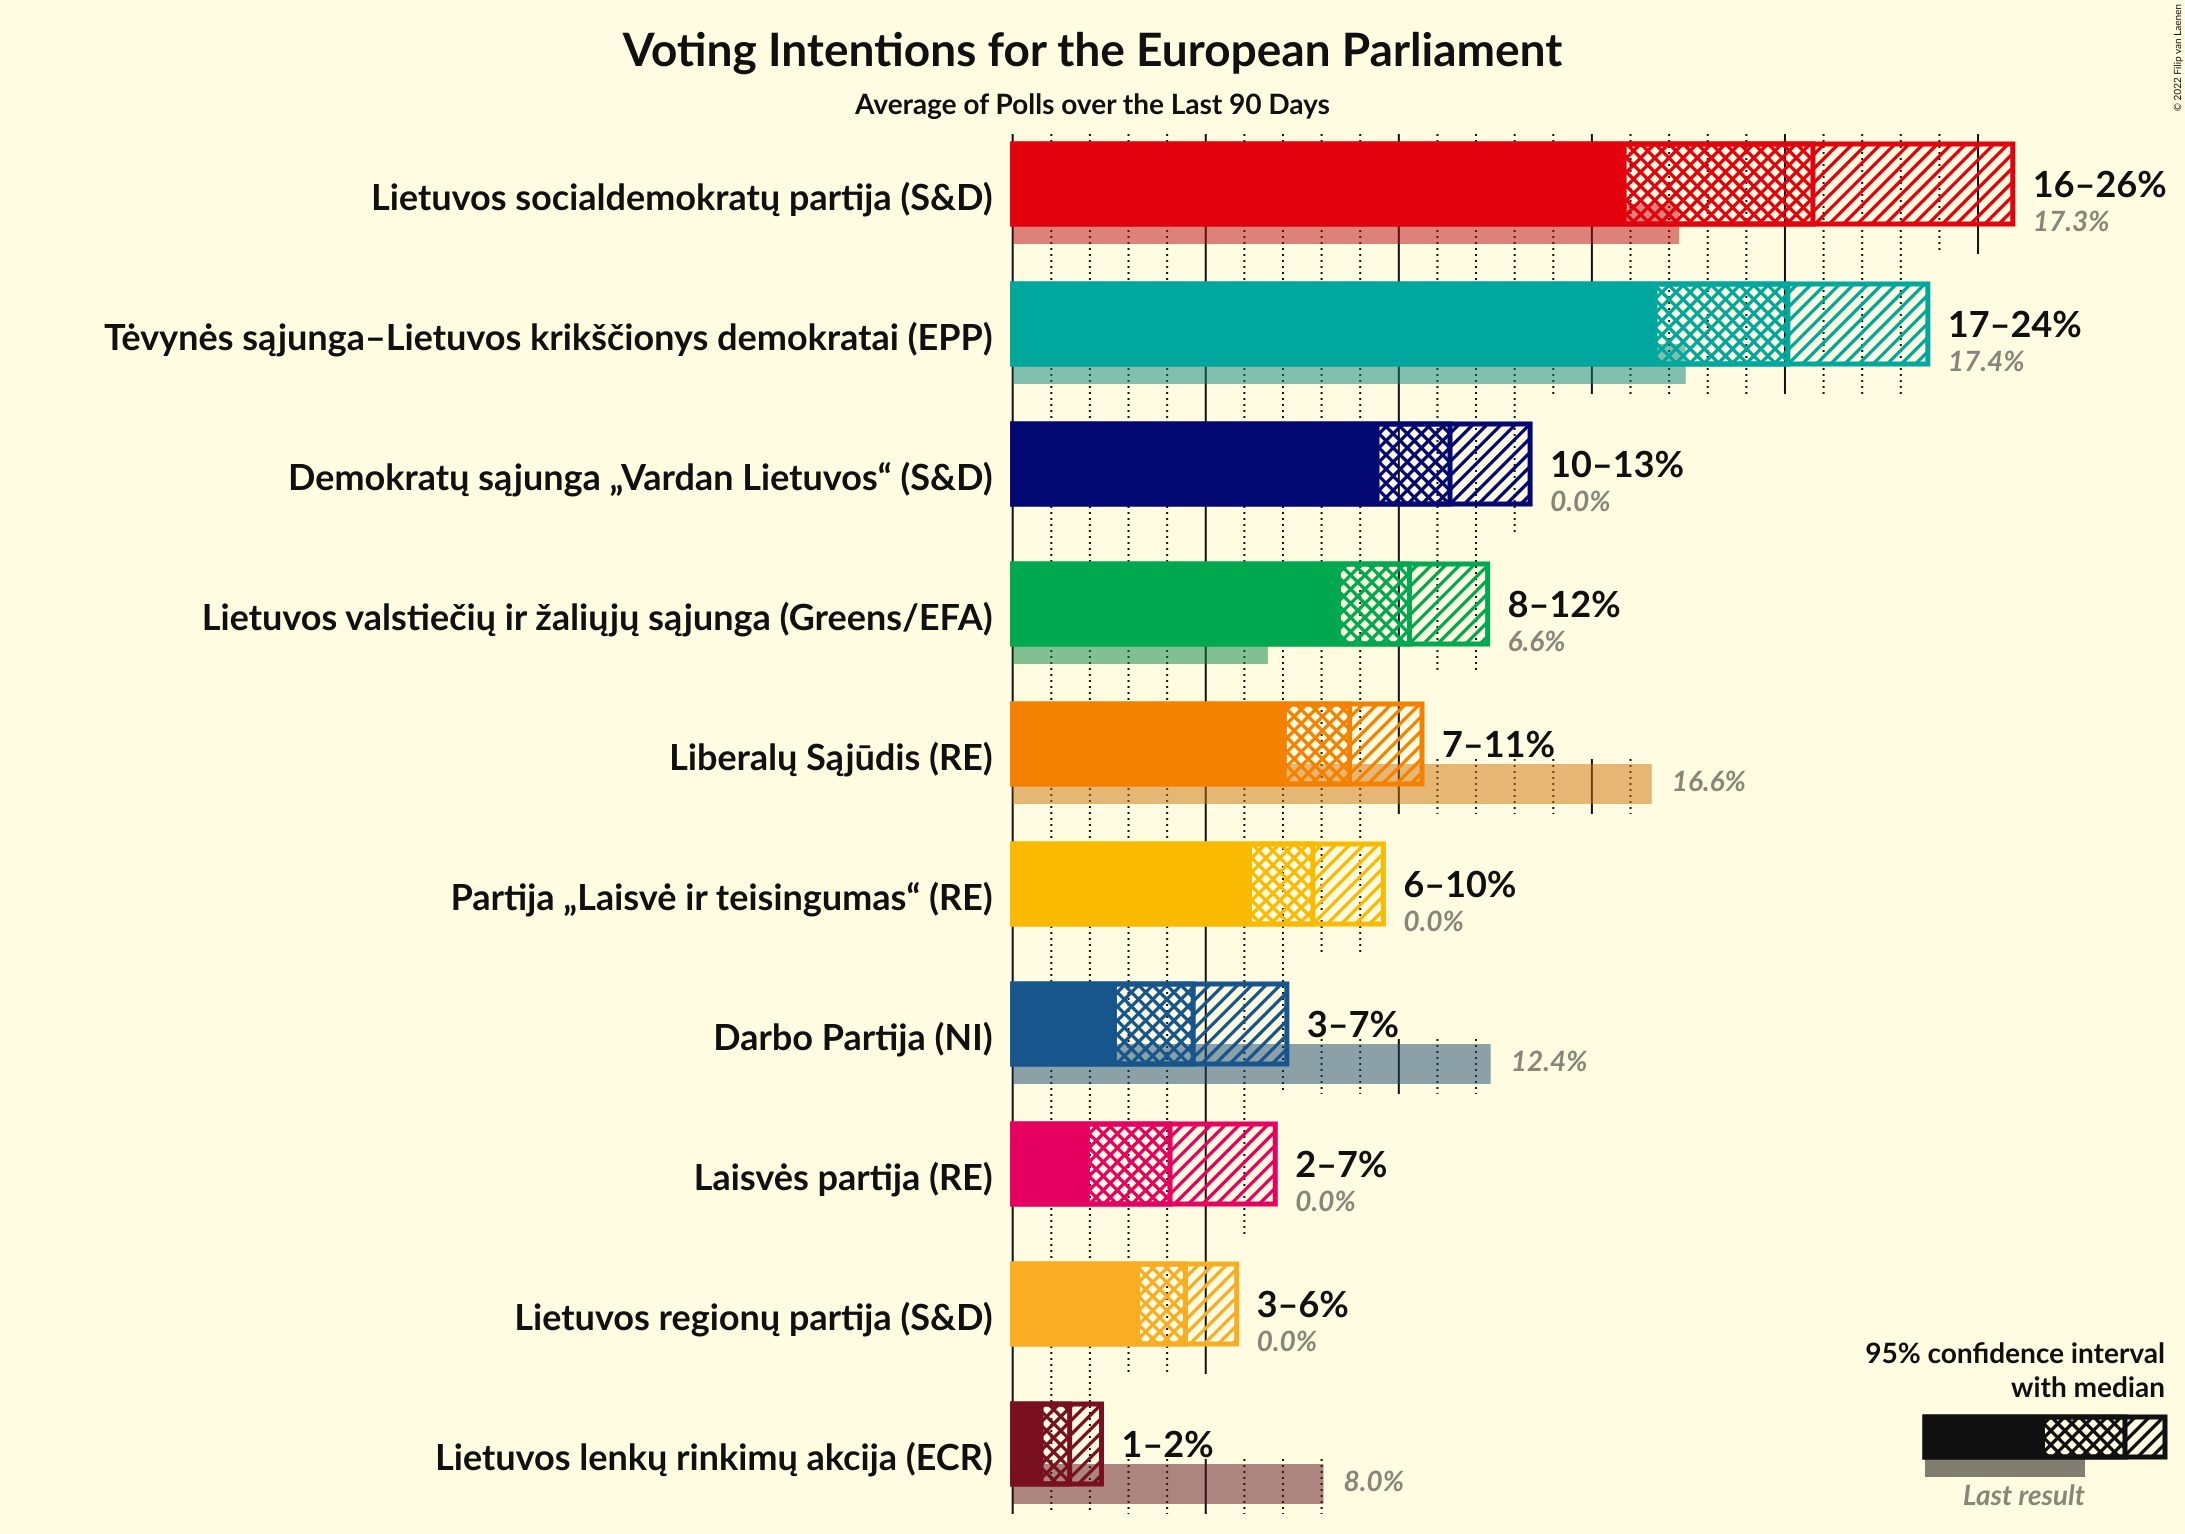 © 2022 Filip van Laenen
Voting Intentions for the European Parliament
Average of Polls over the Last 90 Days
Lietuvos socialdemokratų partija (S&D)
16–26%
17.3%
Tėvynės sąjunga–Lietuvos krikščionys demokratai (EPP)
17–24%
17.4%
Demokratų sąjunga „Vardan Lietuvos“ (S&D)
10–13%
0.0%
Lietuvos valstiečių ir žaliųjų sąjunga (Greens/EFA)
8–12%
6.6%
Liberalų Sąjūdis (RE)
7–11%
16.6%
Partija „Laisvė ir teisingumas“ (RE)
6–10%
0.0%
Darbo Partija (NI)
3–7%
12.4%
Laisvės partija (RE)
2–7%
0.0%
Lietuvos regionų partija (S&D)
3–6%
0.0%
Lietuvos lenkų rinkimų akcija (ECR)
1–2%
8.0%
95% confidence interval
with median
Last result